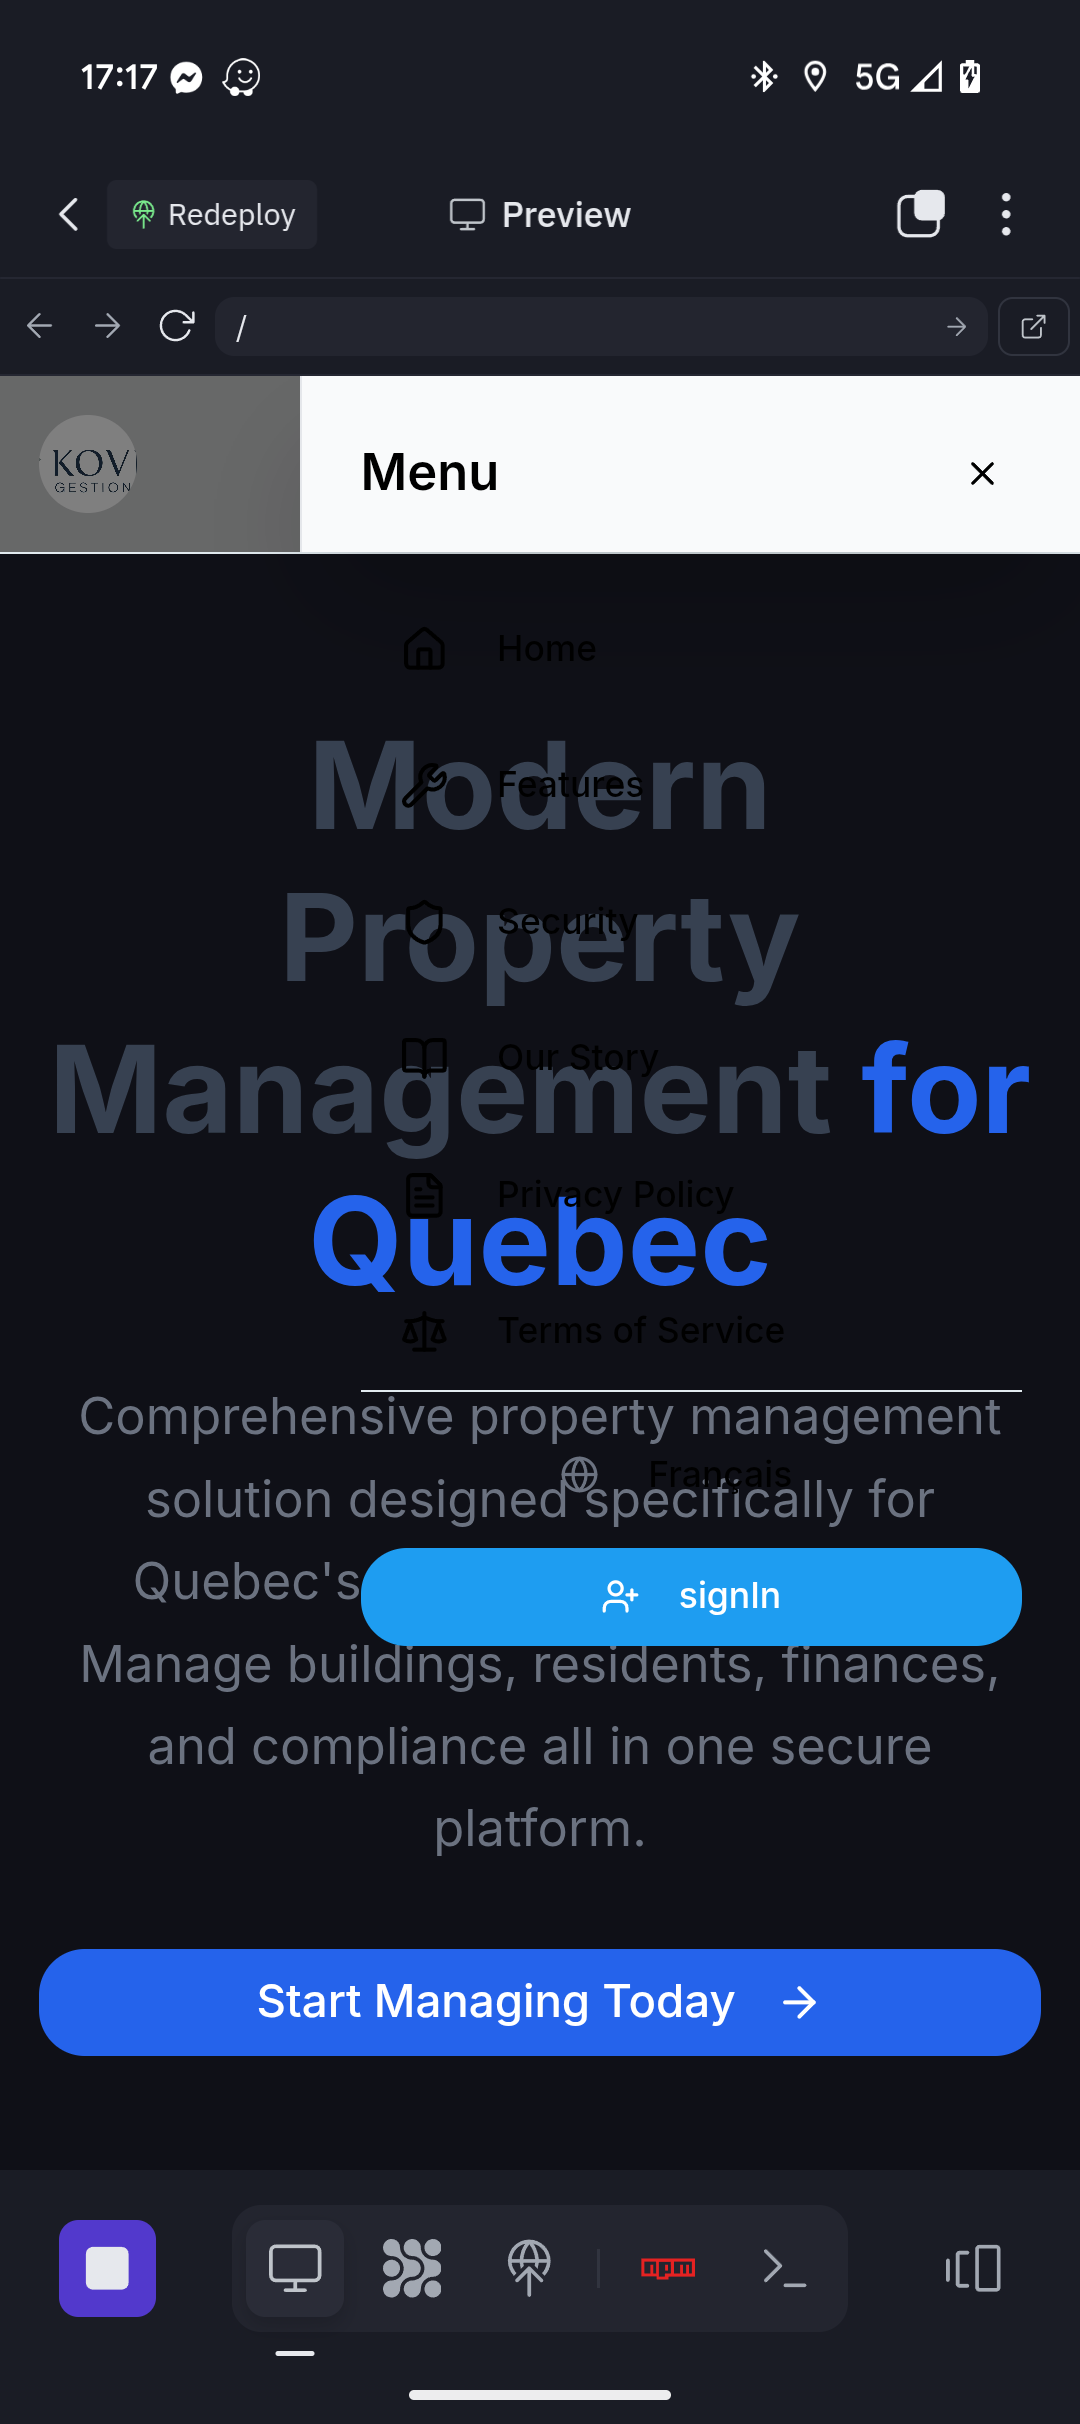 17:17
5G
Redeploy
Preview
/
KOV
GESTION
Menu
Home
Modern
Features
Property
Security
Management for
Our Story
Quebec
Privacy Policy
Terms of Service
Comprehensive property management
Français
solution designed specifically for
Quebec's
signIn
Manage buildings, residents, finances,
and compliance all in one secure
platform.
Start Managing Today